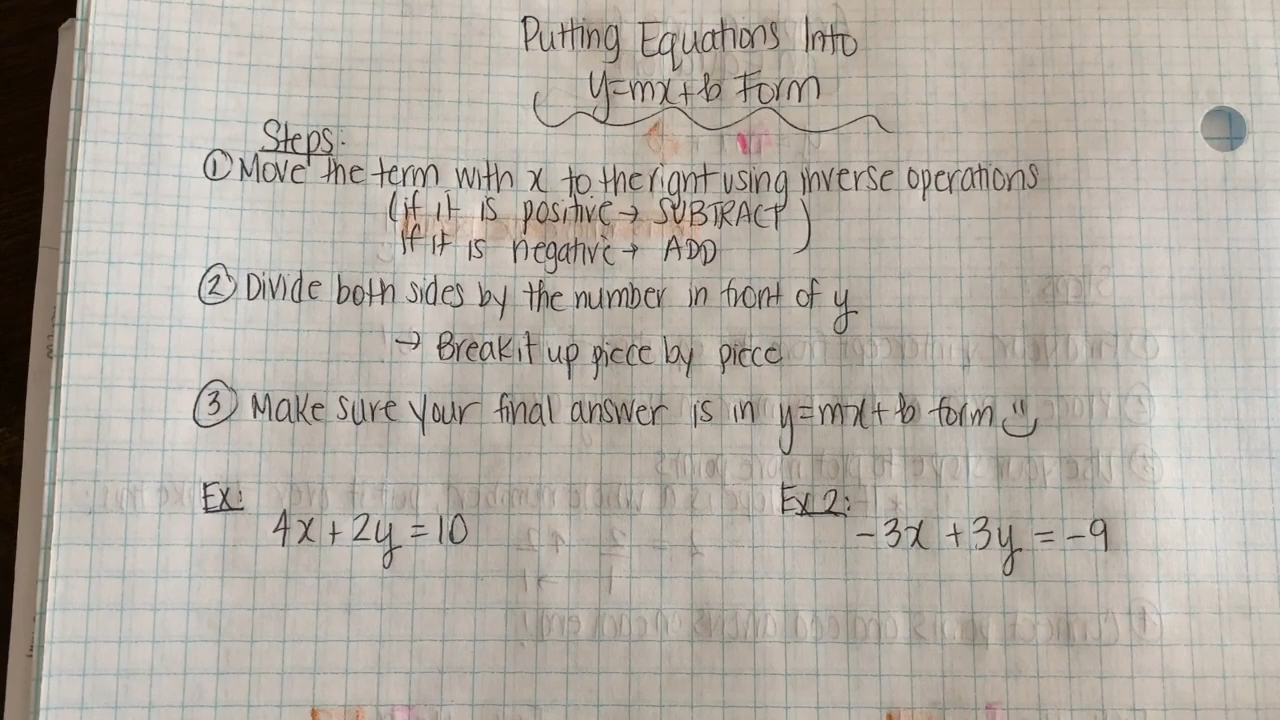 Putting Equations Into
y=mx+b Form
Steps:
① Move the term with x to the right using inverse operations
(if it is positive → SUBTRACT)
if it is negative → ADD
② Divide both sides by the number in front of y
→ Break it up piece by piece
③ Make sure your final answer is in y=mx+b form
Ex:
4x+2y=10
Ex 2:
-3x+3y=-9